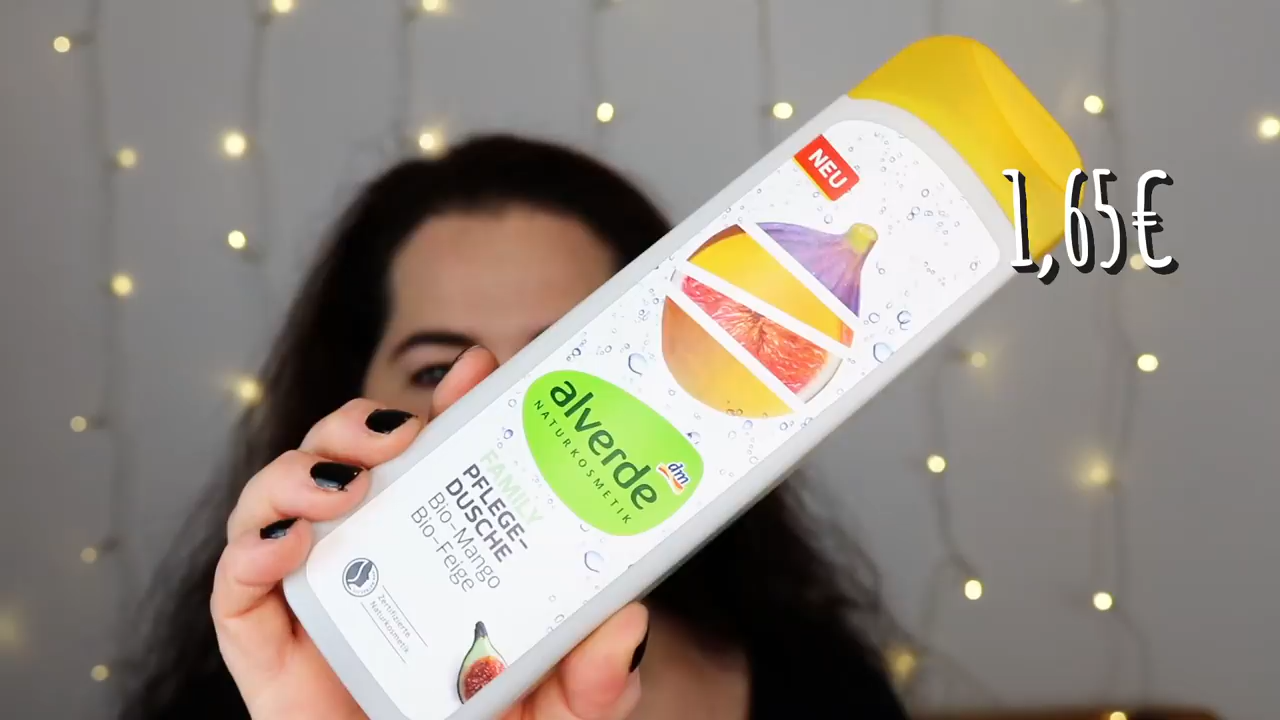 NEU
1,65€
alverde
NATURKOSMETIK
dm
FAMILY
PFLEGE-
DUSCHE
Bio-Mango
Bio-Feige
Zertifizierte
Naturkosmetik